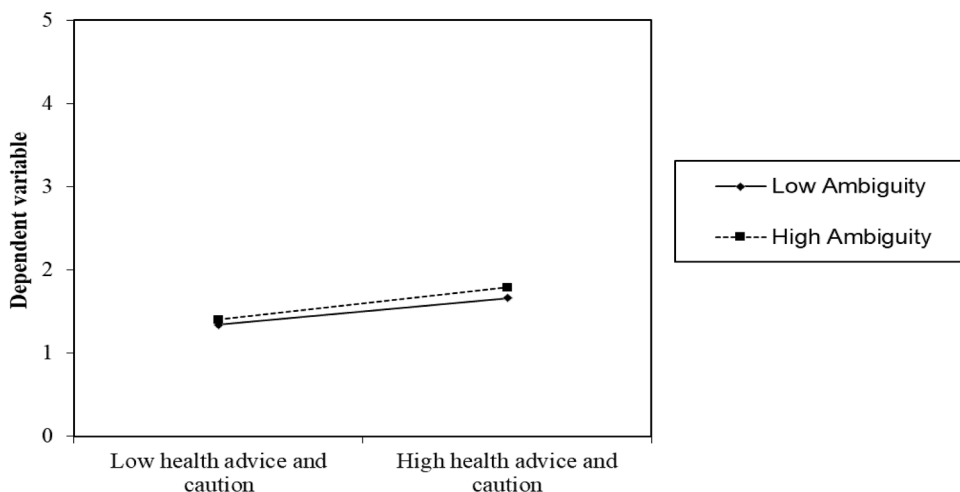 5
4
3
2
1
0
Dependent variable
Low health advice and
caution
High health advice and
caution
Low Ambiguity
High Ambiguity